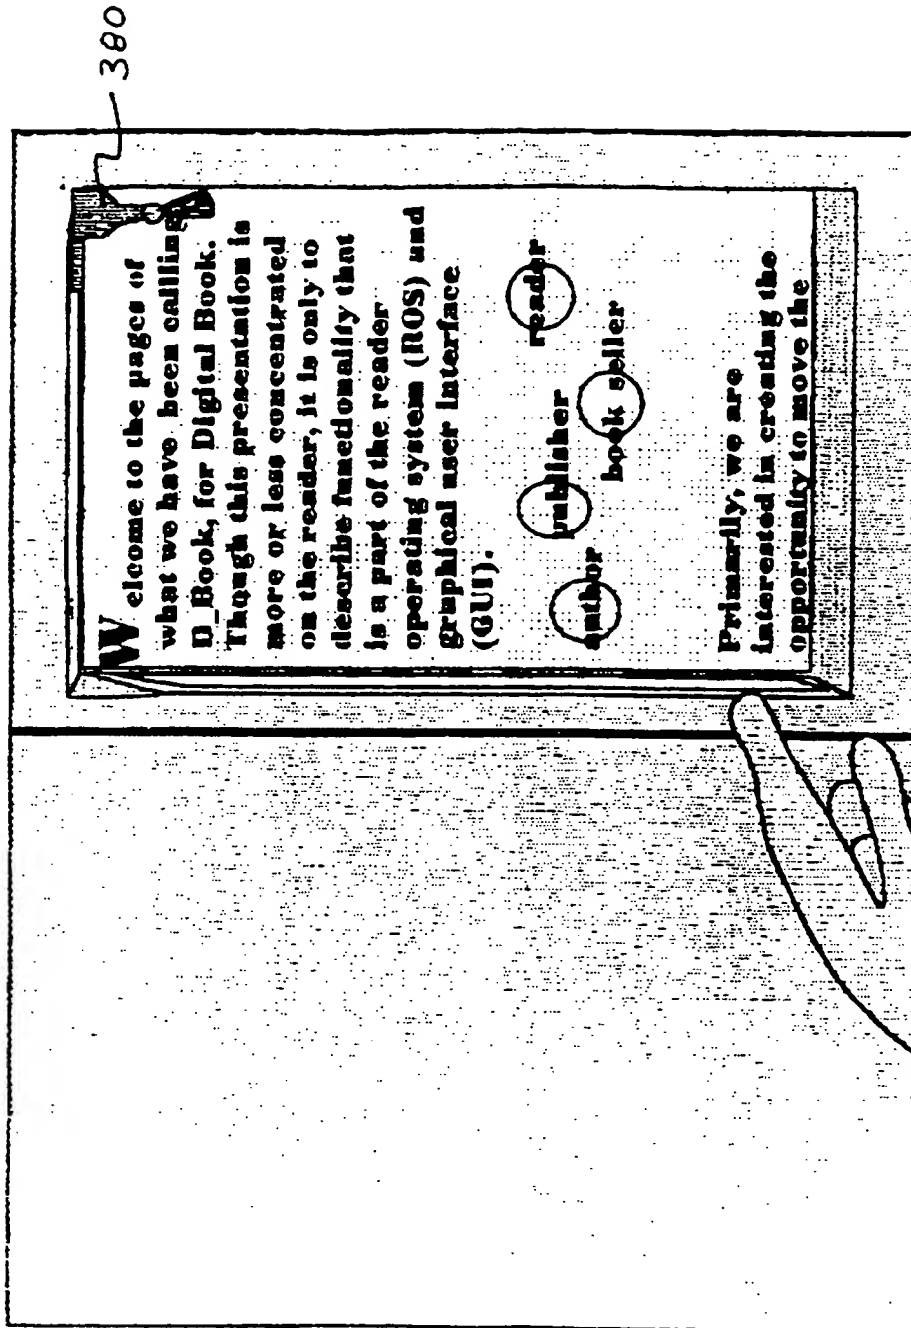 380
Welcome to the pages of
what we have been callling
D_Book, for Digital Book.
Though this presentation is
more or less concentrated
on the reader, it is only to
describe functionality that
is a part of the reader
operating system (ROS) and
graphical user interface
(GUI).
author publisher reader
book seller
Primarily, we are
interested in creating the
opportunity to move the